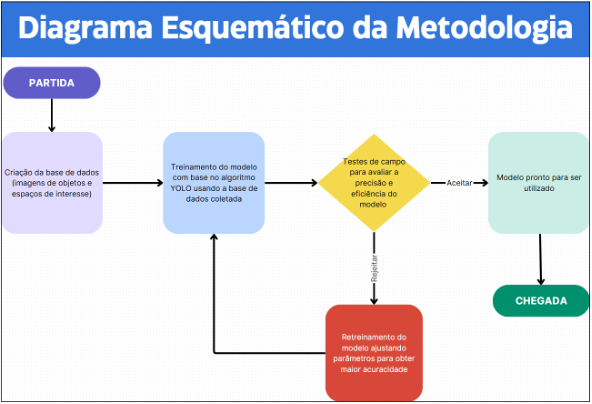 Diagrama Esquemático da Metodologia
PARTIDA
Criação da base de dados
(imagens de objetos e
espaços de interesse)
Treinamento do modelo
com base no algoritmo
YOLO usando a base de
dados coletada
Testes de campo
para avaliar a
precisão e
eficiência do
modelo
Aceitar
Modelo pronto para ser
utilizado
Rejeitar
CHEGADA
Retreinamento do
modelo ajustando
parâmetros para obter
maior acuracidade